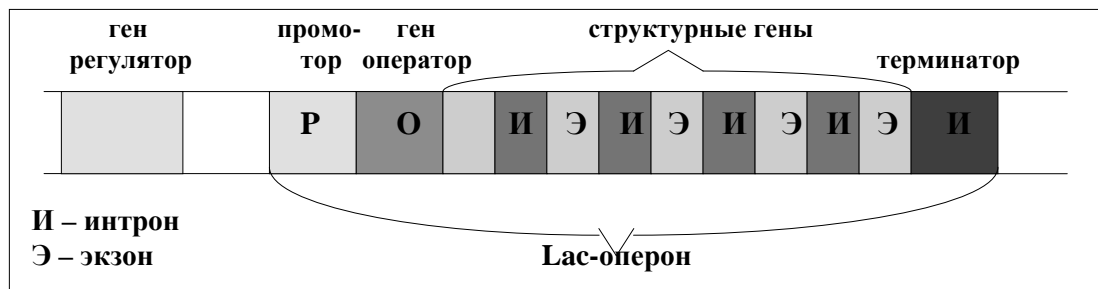 ген
регулятор
промо-
тор
ген
оператор
структурные гены
терминатор
Р О И Э И Э И Э И Э И
И – интрон
Э – экзон
Lac-оперон